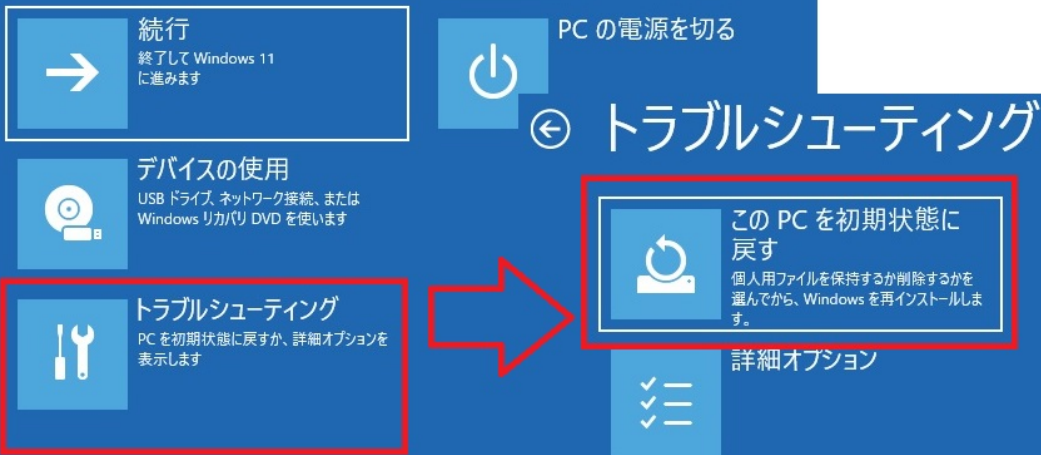 続行
終了して Windows 11
に進みます
PC の電源を切る
デバイスの使用
USB ドライブ、ネットワーク接続、または
Windows リカバリ DVD を使います
トラブルシューティング
PC を初期状態に戻すか、詳細オプションを
表示します
トラブルシューティング
この PC を初期状態に
戻す
個人用ファイルを保持するか削除するかを
選んでから、Windows を再インストールしま
す。
詳細オプション